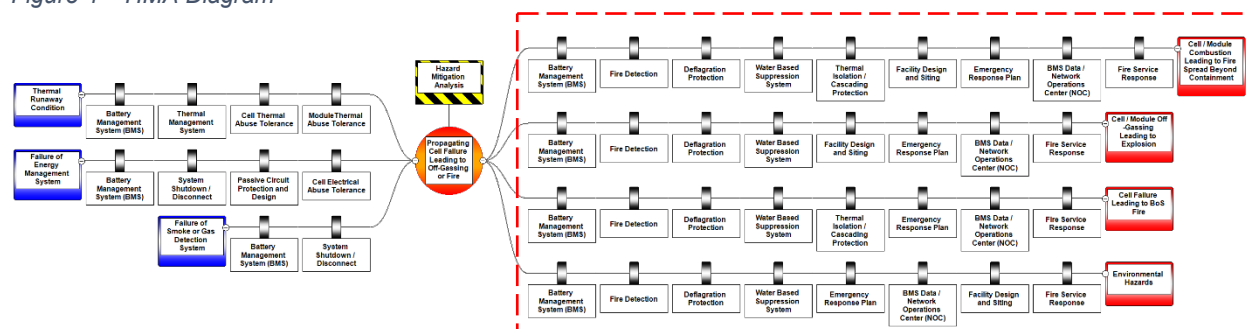 Figure 1 - HMA Diagram
Hazard
Mitigation
Analysis
Propagating
Cell Failure
Leading to
Off-Gassing
or Fire
Thermal
Runaway
Condition
Battery
Management
System (BMS)
Thermal
Management
System
Cell Thermal
Abuse Tolerance
Module Thermal
Abuse Tolerance
Failure of
Energy
Management
System
Battery
Management
System (BMS)
System
Shutdown /
Disconnect
Passive Circuit
Protection and
Design
Cell Electrical
Abuse Tolerance
Failure of
Smoke or Gas
Detection
System
Battery
Management
System (BMS)
System
Shutdown /
Disconnect
Battery
Management
System (BMS)
Fire Detection
Deflagration
Protection
Water Based
Suppression
System
Thermal
Isolation /
Cascading
Protection
Facility Design
and Siting
Emergency
Response Plan
BMS Data /
Network
Operations
Center (NOC)
Fire Service
Response
Cell / Module
Combustion
Leading to Fire
Spread Beyond
Containment
Battery
Management
System (BMS)
Fire Detection
Deflagration
Protection
Water Based
Suppression
System
Facility Design
and Siting
Emergency
Response Plan
BMS Data /
Network
Operations
Center (NOC)
Fire Service
Response
Cell / Module Off
-Gassing
Leading to
Explosion
Battery
Management
System (BMS)
Fire Detection
Deflagration
Protection
Water Based
Suppression
System
Thermal
Isolation /
Cascading
Protection
Emergency
Response Plan
BMS Data /
Network
Operations
Center (NOC)
Fire Service
Response
Cell Failure
Leading to BoS
Fire
Battery
Management
System (BMS)
Fire Detection
Deflagration
Protection
Water Based
Suppression
System
Emergency
Response Plan
BMS Data /
Network
Operations
Center (NOC)
Facility Design
and Siting
Fire Service
Response
Environmental
Hazards